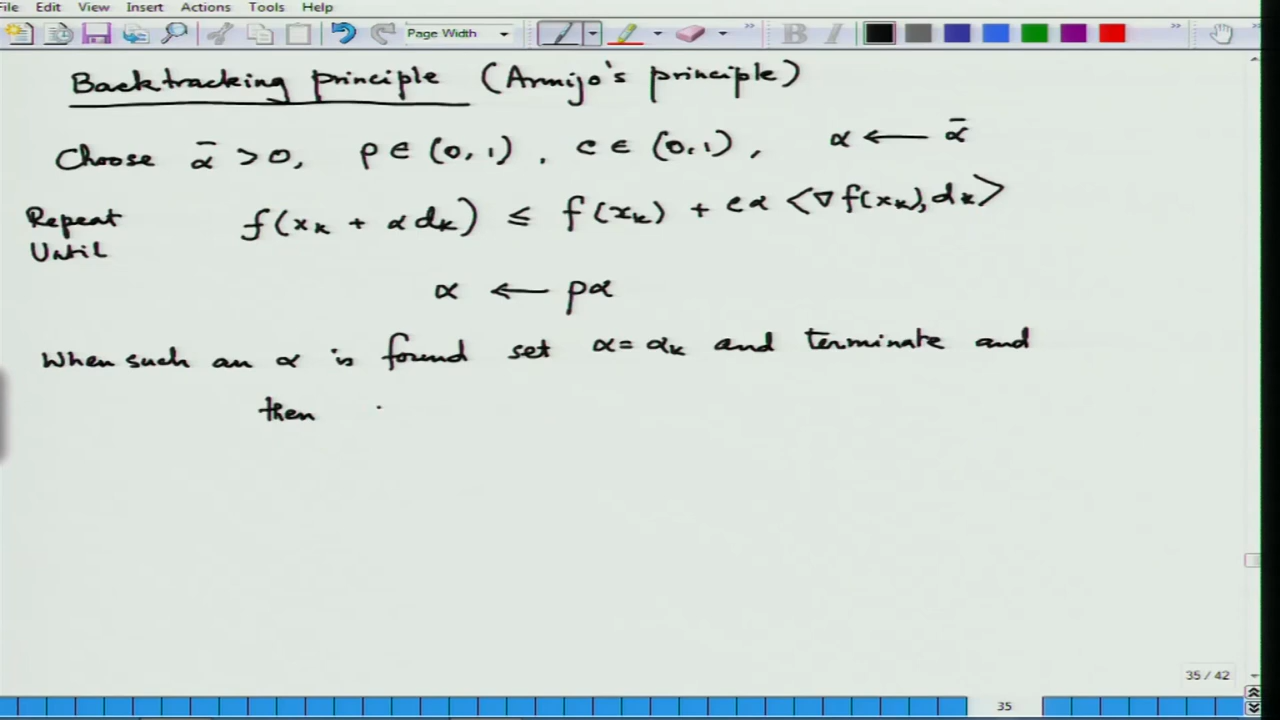 File Edit View Insert Actions Tools Help
Page Width
B I
Backtracking principle (Armijo's principle)
Choose ᾱ > 0, ρ ∈ (0,1), c ∈ (0,1), α ← ᾱ
Repeat Until f(xₖ + αdₖ) ≤ f(xₖ) + cα <∇f(xₖ), dₖ>
α ← ρα
When such an α is found set α = αₖ and terminate and
then
35 / 42
35